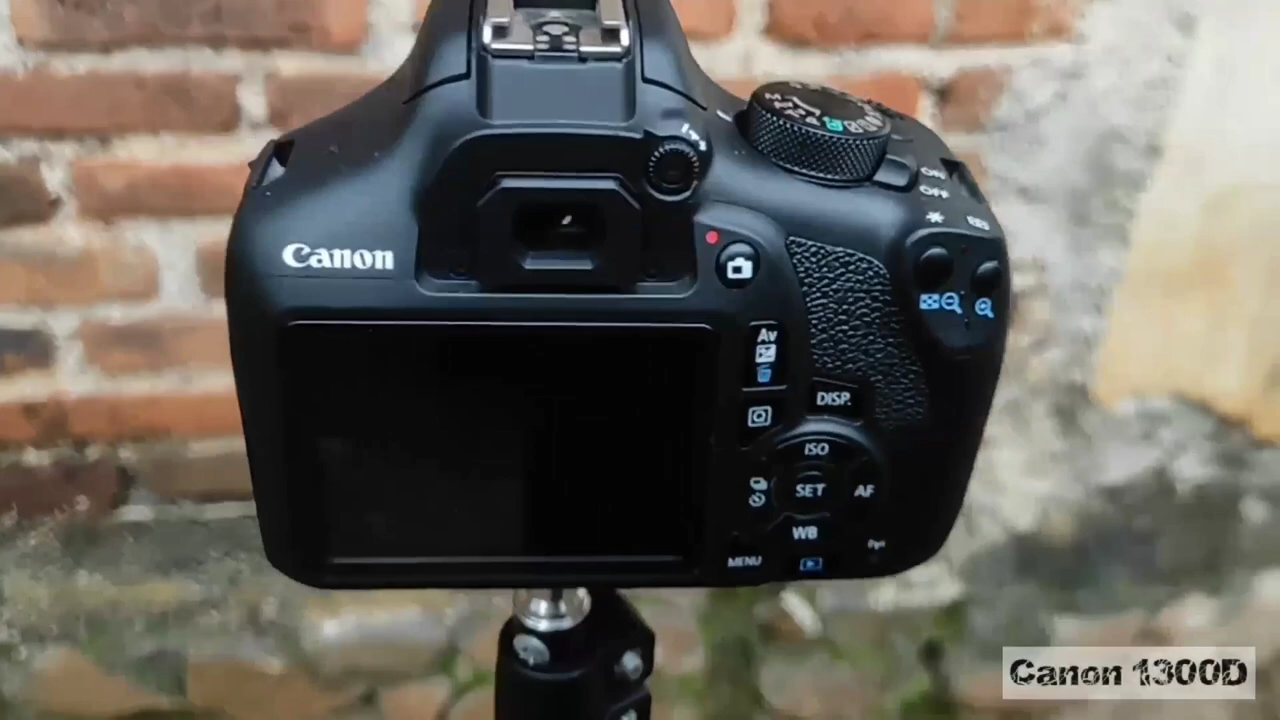 ON
OFF
Canon
Av
DISP.
ISO
SET
AF
WB
MENU
Canon 1300D